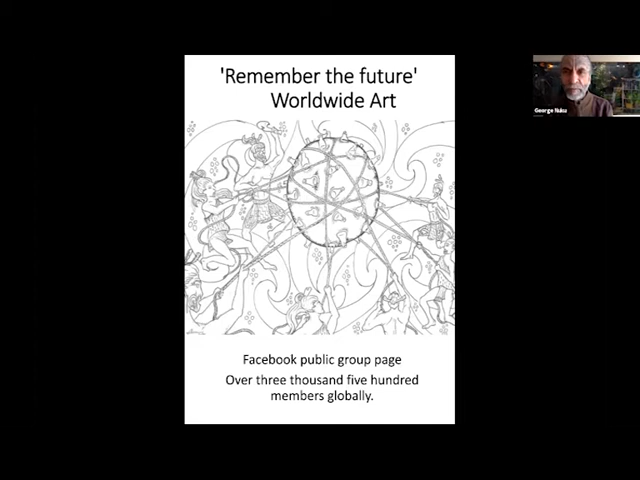 'Remember the future'
Worldwide Art
George Nuku
Facebook public group page
Over three thousand five hundred
members globally.